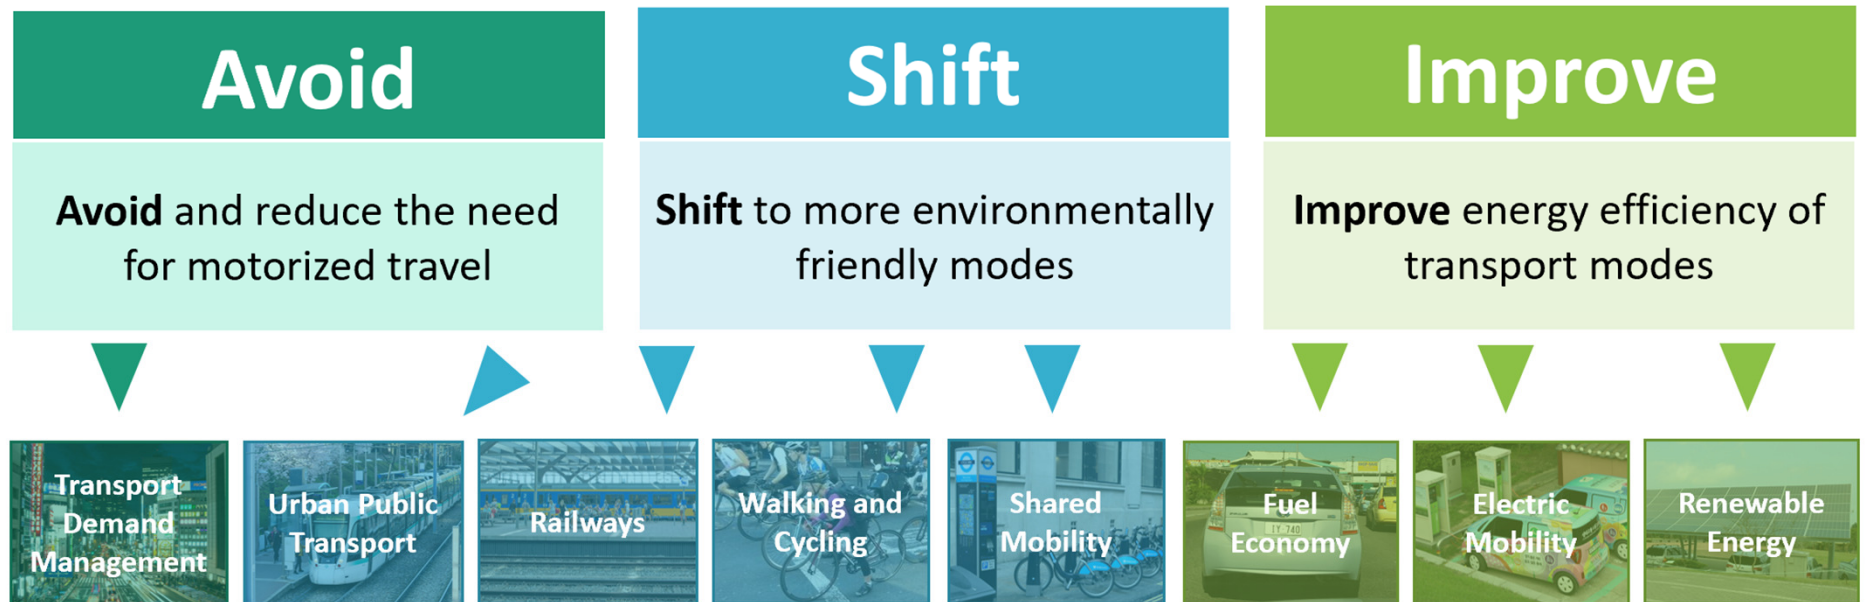 Avoid
Shift
Improve
Avoid and reduce the need
for motorized travel
Shift to more environmentally
friendly modes
Improve energy efficiency of
transport modes
Transport
Demand
Management
Urban Public
Transport
Railways
Walking and
Cycling
Shared
Mobility
Fuel
Economy
IY 740
Electric
Mobility
Renewable
Energy